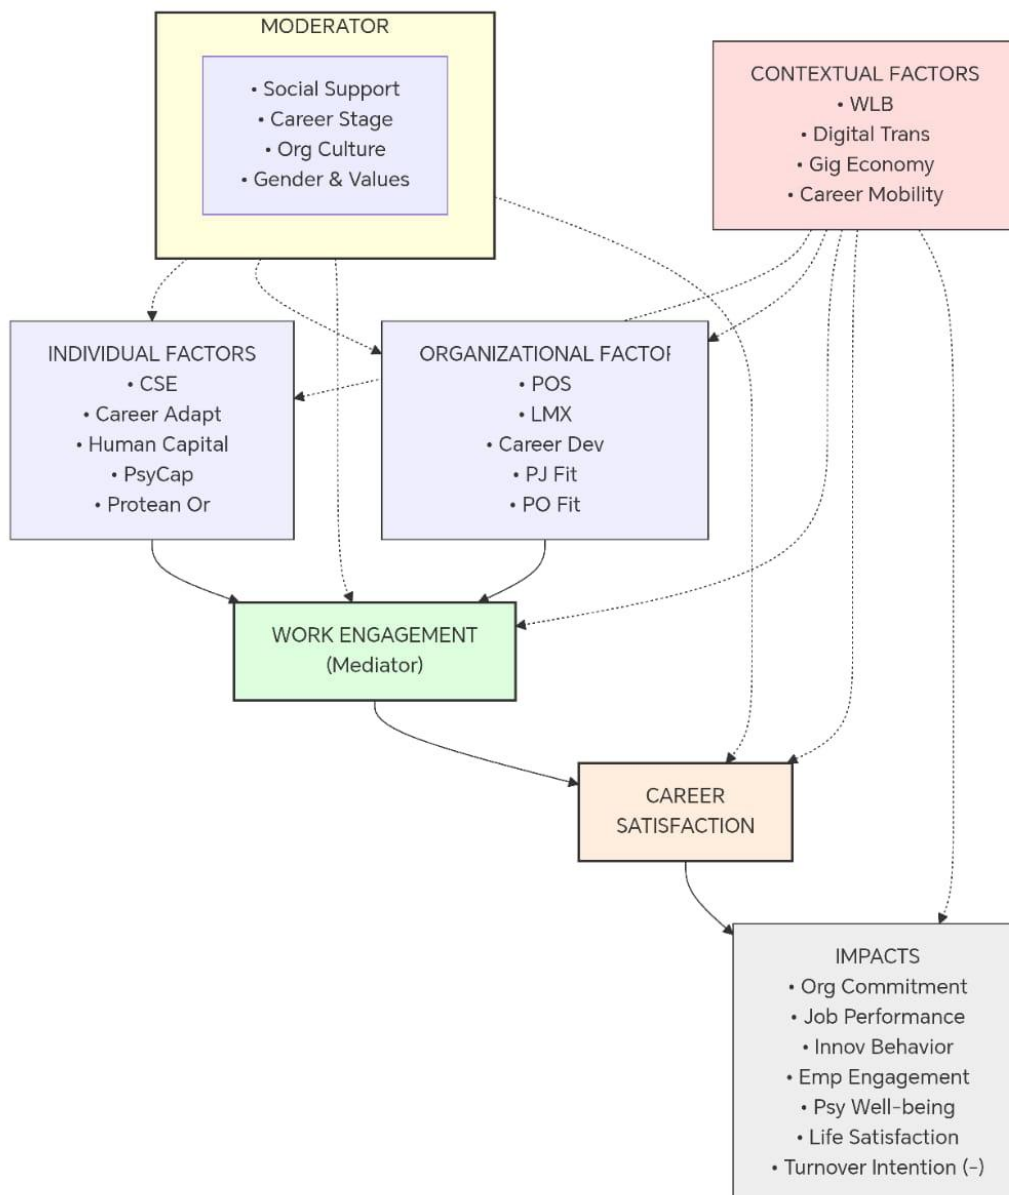 MODERATOR
• Social Support
• Career Stage
• Org Culture
• Gender & Values
CONTEXTUAL FACTORS
• WLB
• Digital Trans
• Gig Economy
• Career Mobility
INDIVIDUAL FACTORS
• CSE
• Career Adapt
• Human Capital
• PsyCap
• Protean Or
ORGANIZATIONAL FACTOR
• POS
• LMX
• Career Dev
• PJ Fit
• PO Fit
WORK ENGAGEMENT
(Mediator)
CAREER
SATISFACTION
IMPACTS
• Org Commitment
• Job Performance
• Innov Behavior
• Emp Engagement
• Psy Well-being
• Life Satisfaction
• Turnover Intention (-)